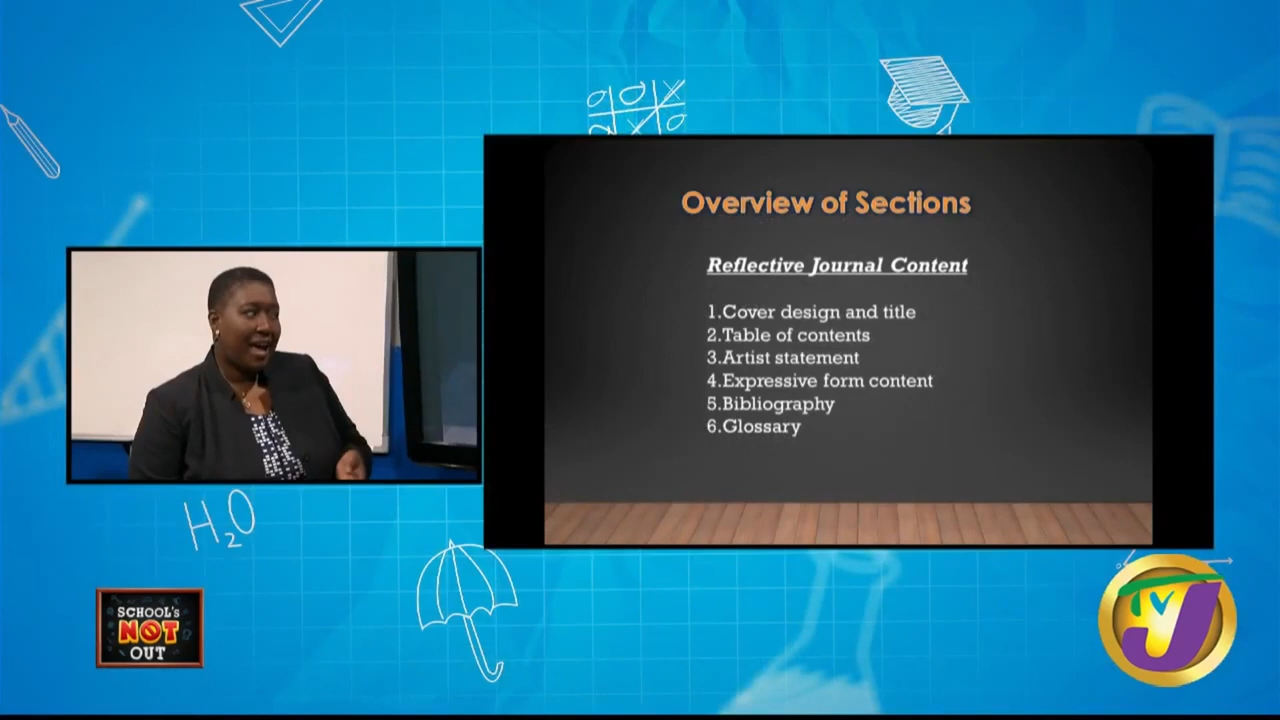 Overview of Sections
Reflective Journal Content
1.Cover design and title
2.Table of contents
3.Artist statement
4.Expressive form content
5.Bibliography
6.Glossary
H₂O
SCHOOL's
NOT
OUT
TVJ